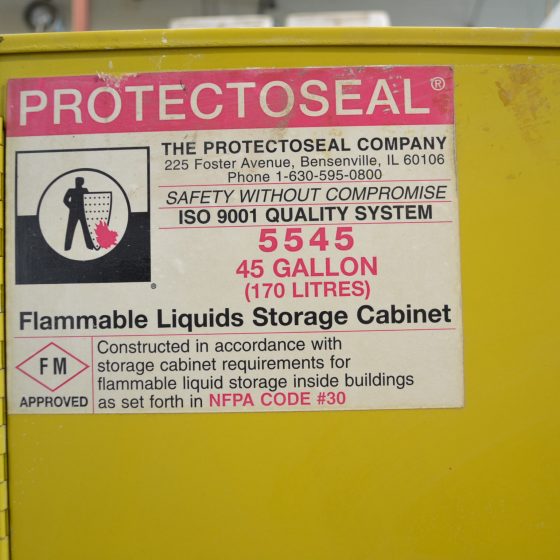 PROTECTOSEAL®
THE PROTECTOSEAL COMPANY
225 Foster Avenue, Bensenville, IL 60106
Phone 1-630-595-0800
SAFETY WITHOUT COMPROMISE
ISO 9001 QUALITY SYSTEM
5545
45 GALLON
(170 LITRES)
®
Flammable Liquids Storage Cabinet
FM
APPROVED
Constructed in accordance with
storage cabinet requirements for
flammable liquid storage inside buildings
as set forth in NFPA CODE #30